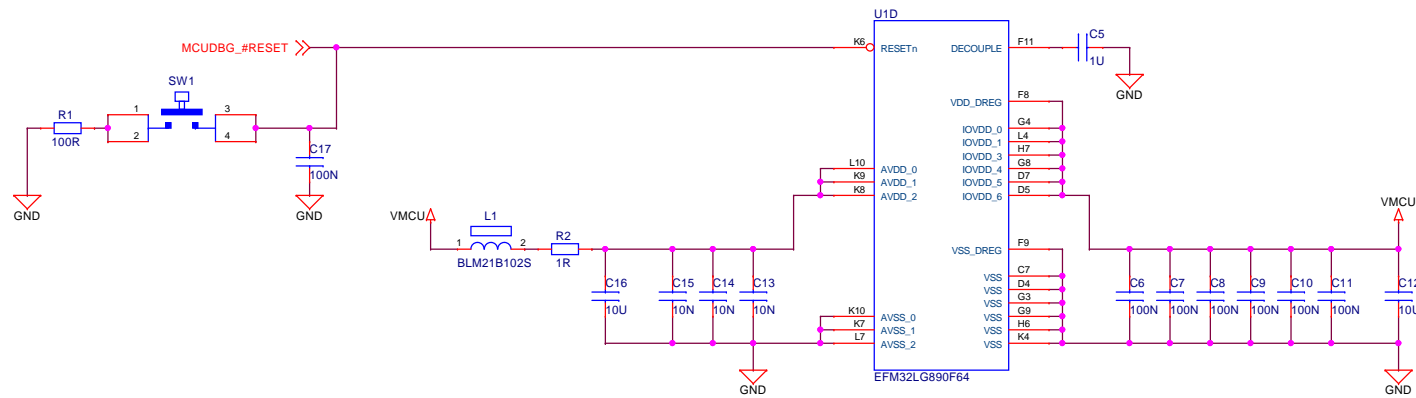 U1D
MCUDBG_#RESET
K6
RESETn
DECOUPLE
F11
C5
1U
GND
SW1
R1
100R
1
2
3
4
C17
100N
GND
GND
VDD_DREG
F8
IOVDD_0
G4
IOVDD_1
L4
IOVDD_3
H7
IOVDD_4
G8
IOVDD_5
D7
IOVDD_6
D5
L10
AVDD_0
K9
AVDD_1
K8
AVDD_2
VMCU
L1
1
2
BLM21B102S
R2
1R
C16
10U
C15
10N
C14
10N
C13
10N
VMCU
VSS_DREG
F9
VSS
C7
VSS
D4
VSS
G3
VSS
G9
VSS
H6
VSS
K4
C6
100N
C7
100N
C8
100N
C9
100N
C10
100N
C11
100N
C12
10U
K10
AVSS_0
K7
AVSS_1
L7
AVSS_2
EFM32LG890F64
GND
GND